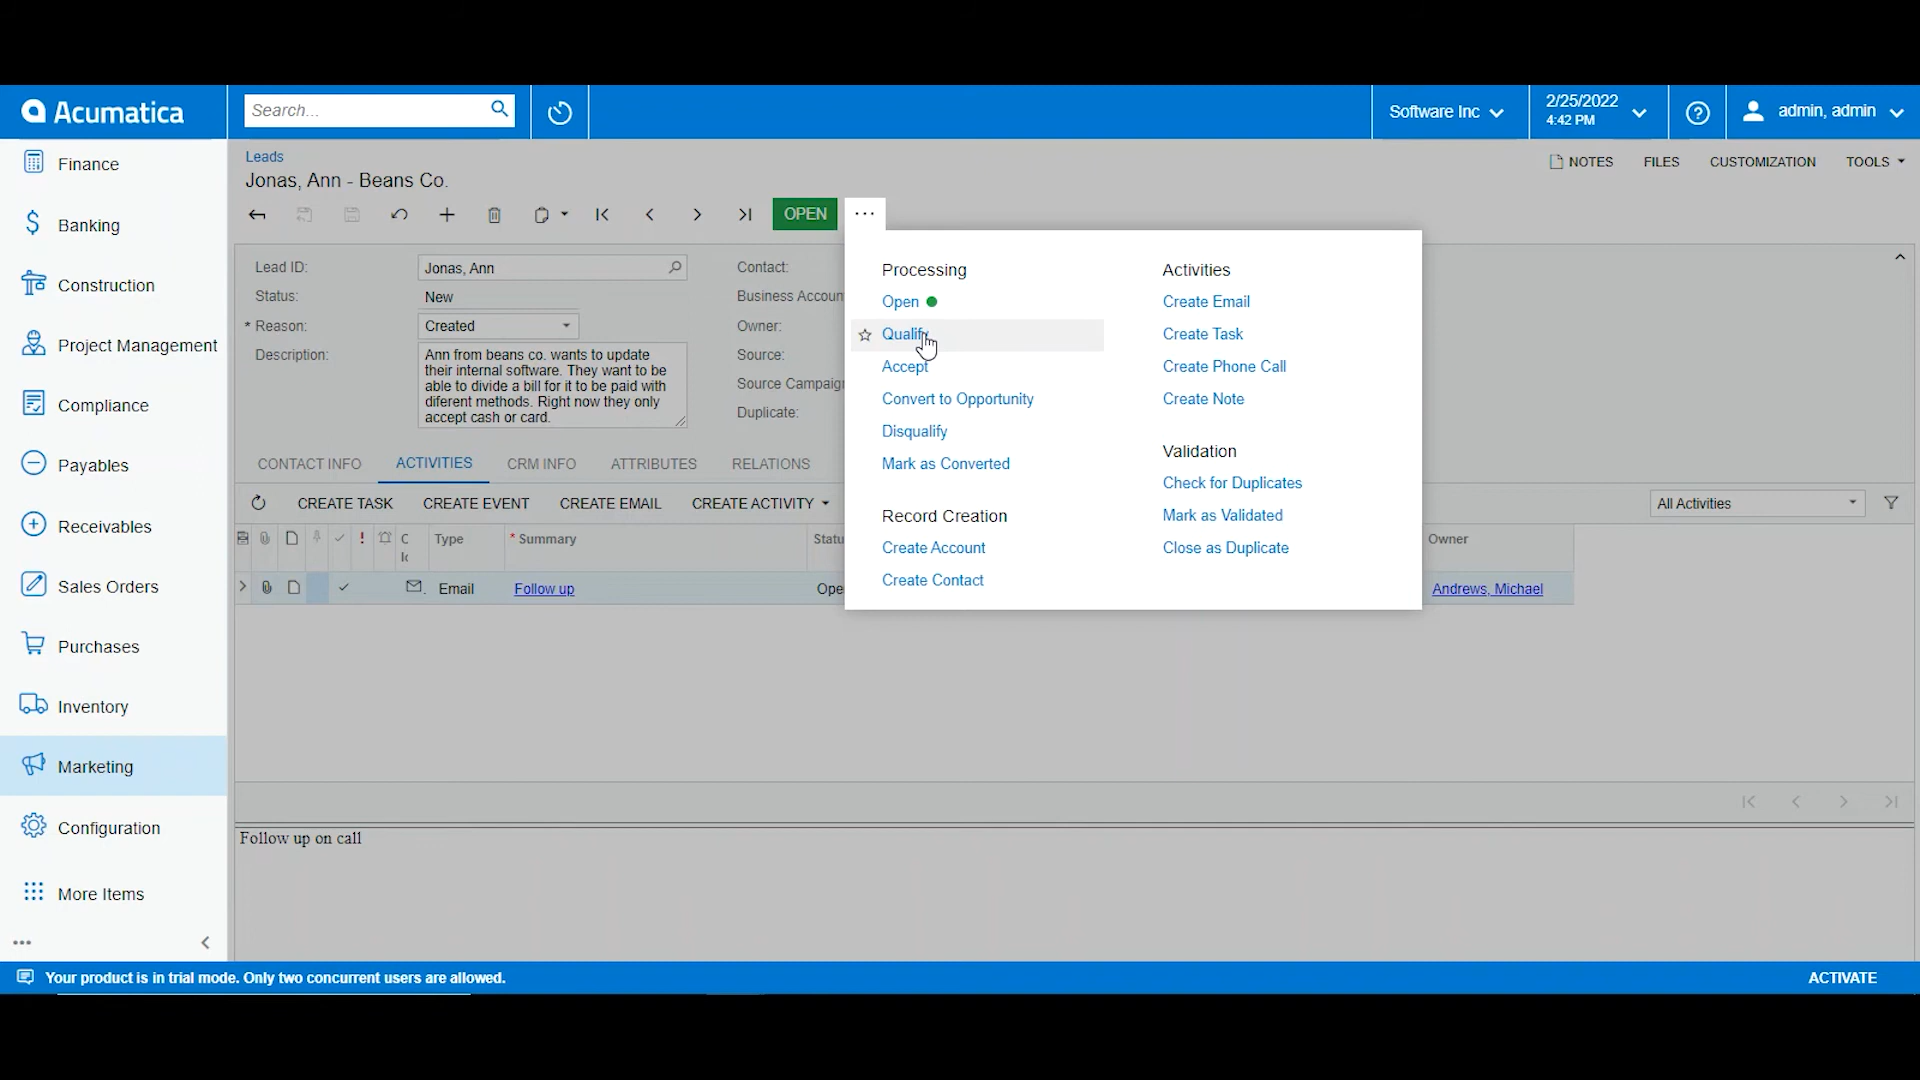 Acumatica
Search...
Software Inc
2/25/2022
4:42 PM
admin, admin
Finance
Banking
Construction
Project Management
Compliance
Payables
Receivables
Sales Orders
Purchases
Inventory
Marketing
Configuration
More Items
Leads
Jonas, Ann - Beans Co.
NOTES
FILES
CUSTOMIZATION
TOOLS
OPEN
Lead ID:
Jonas, Ann
Status:
New
* Reason:
Created
Description:
Ann from beans co. wants to update
their internal software. They want to be
able to divide a bill for it to be paid with
diferent methods. Right now they only
accept cash or card.
Contact:
Business Accoun
Owner:
Source:
Source Campaig
Duplicate:
Processing
Open
Qualify
Accept
Convert to Opportunity
Disqualify
Mark as Converted
Record Creation
Create Account
Create Contact
Activities
Create Email
Create Task
Create Phone Call
Create Note
Validation
Check for Duplicates
Mark as Validated
Close as Duplicate
CONTACT INFO
ACTIVITIES
CRM INFO
ATTRIBUTES
RELATIONS
CREATE TASK
CREATE EVENT
CREATE EMAIL
CREATE ACTIVITY
All Activities
Type
* Summary
Statu
Owner
Email
Follow up
Ope
Andrews, Michael
Follow up on call
Your product is in trial mode. Only two concurrent users are allowed.
ACTIVATE